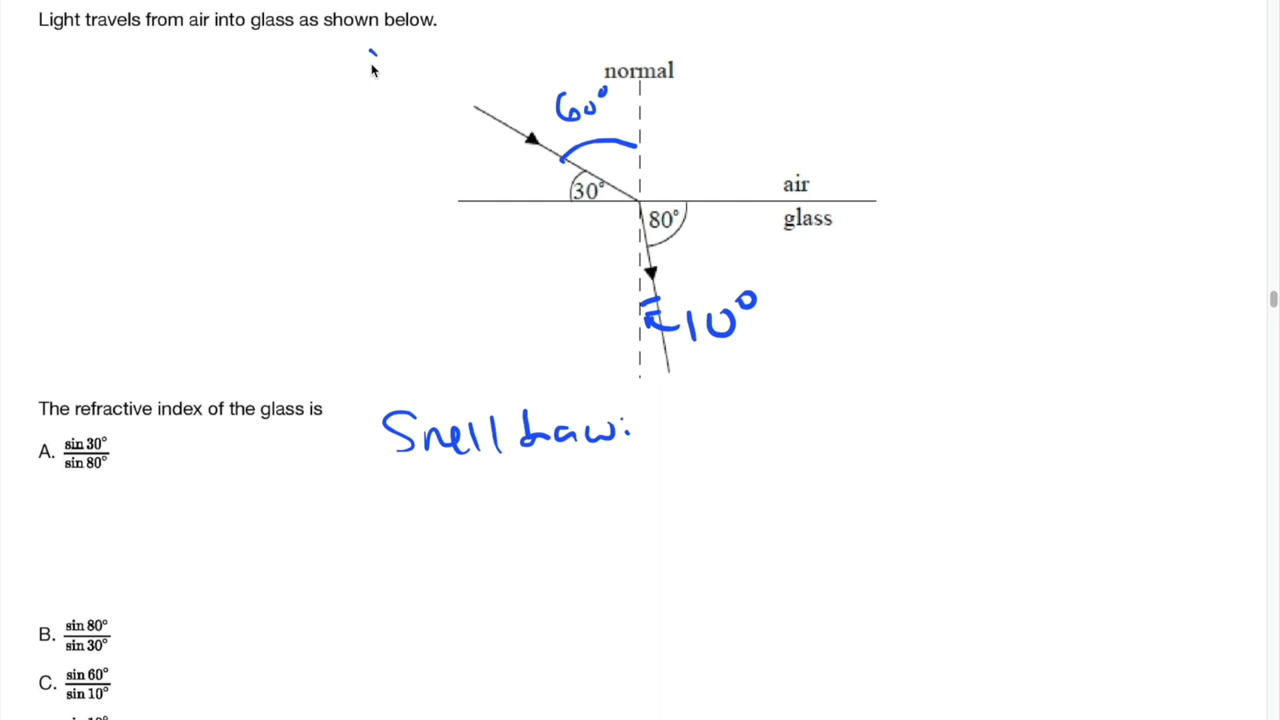 Light travels from air into glass as shown below.
normal
60°
30°
air
80°
glass
10°
The refractive index of the glass is
Snell Law:
A. sin 30°
sin 80°
B. sin 80°
sin 30°
C. sin 60°
sin 10°